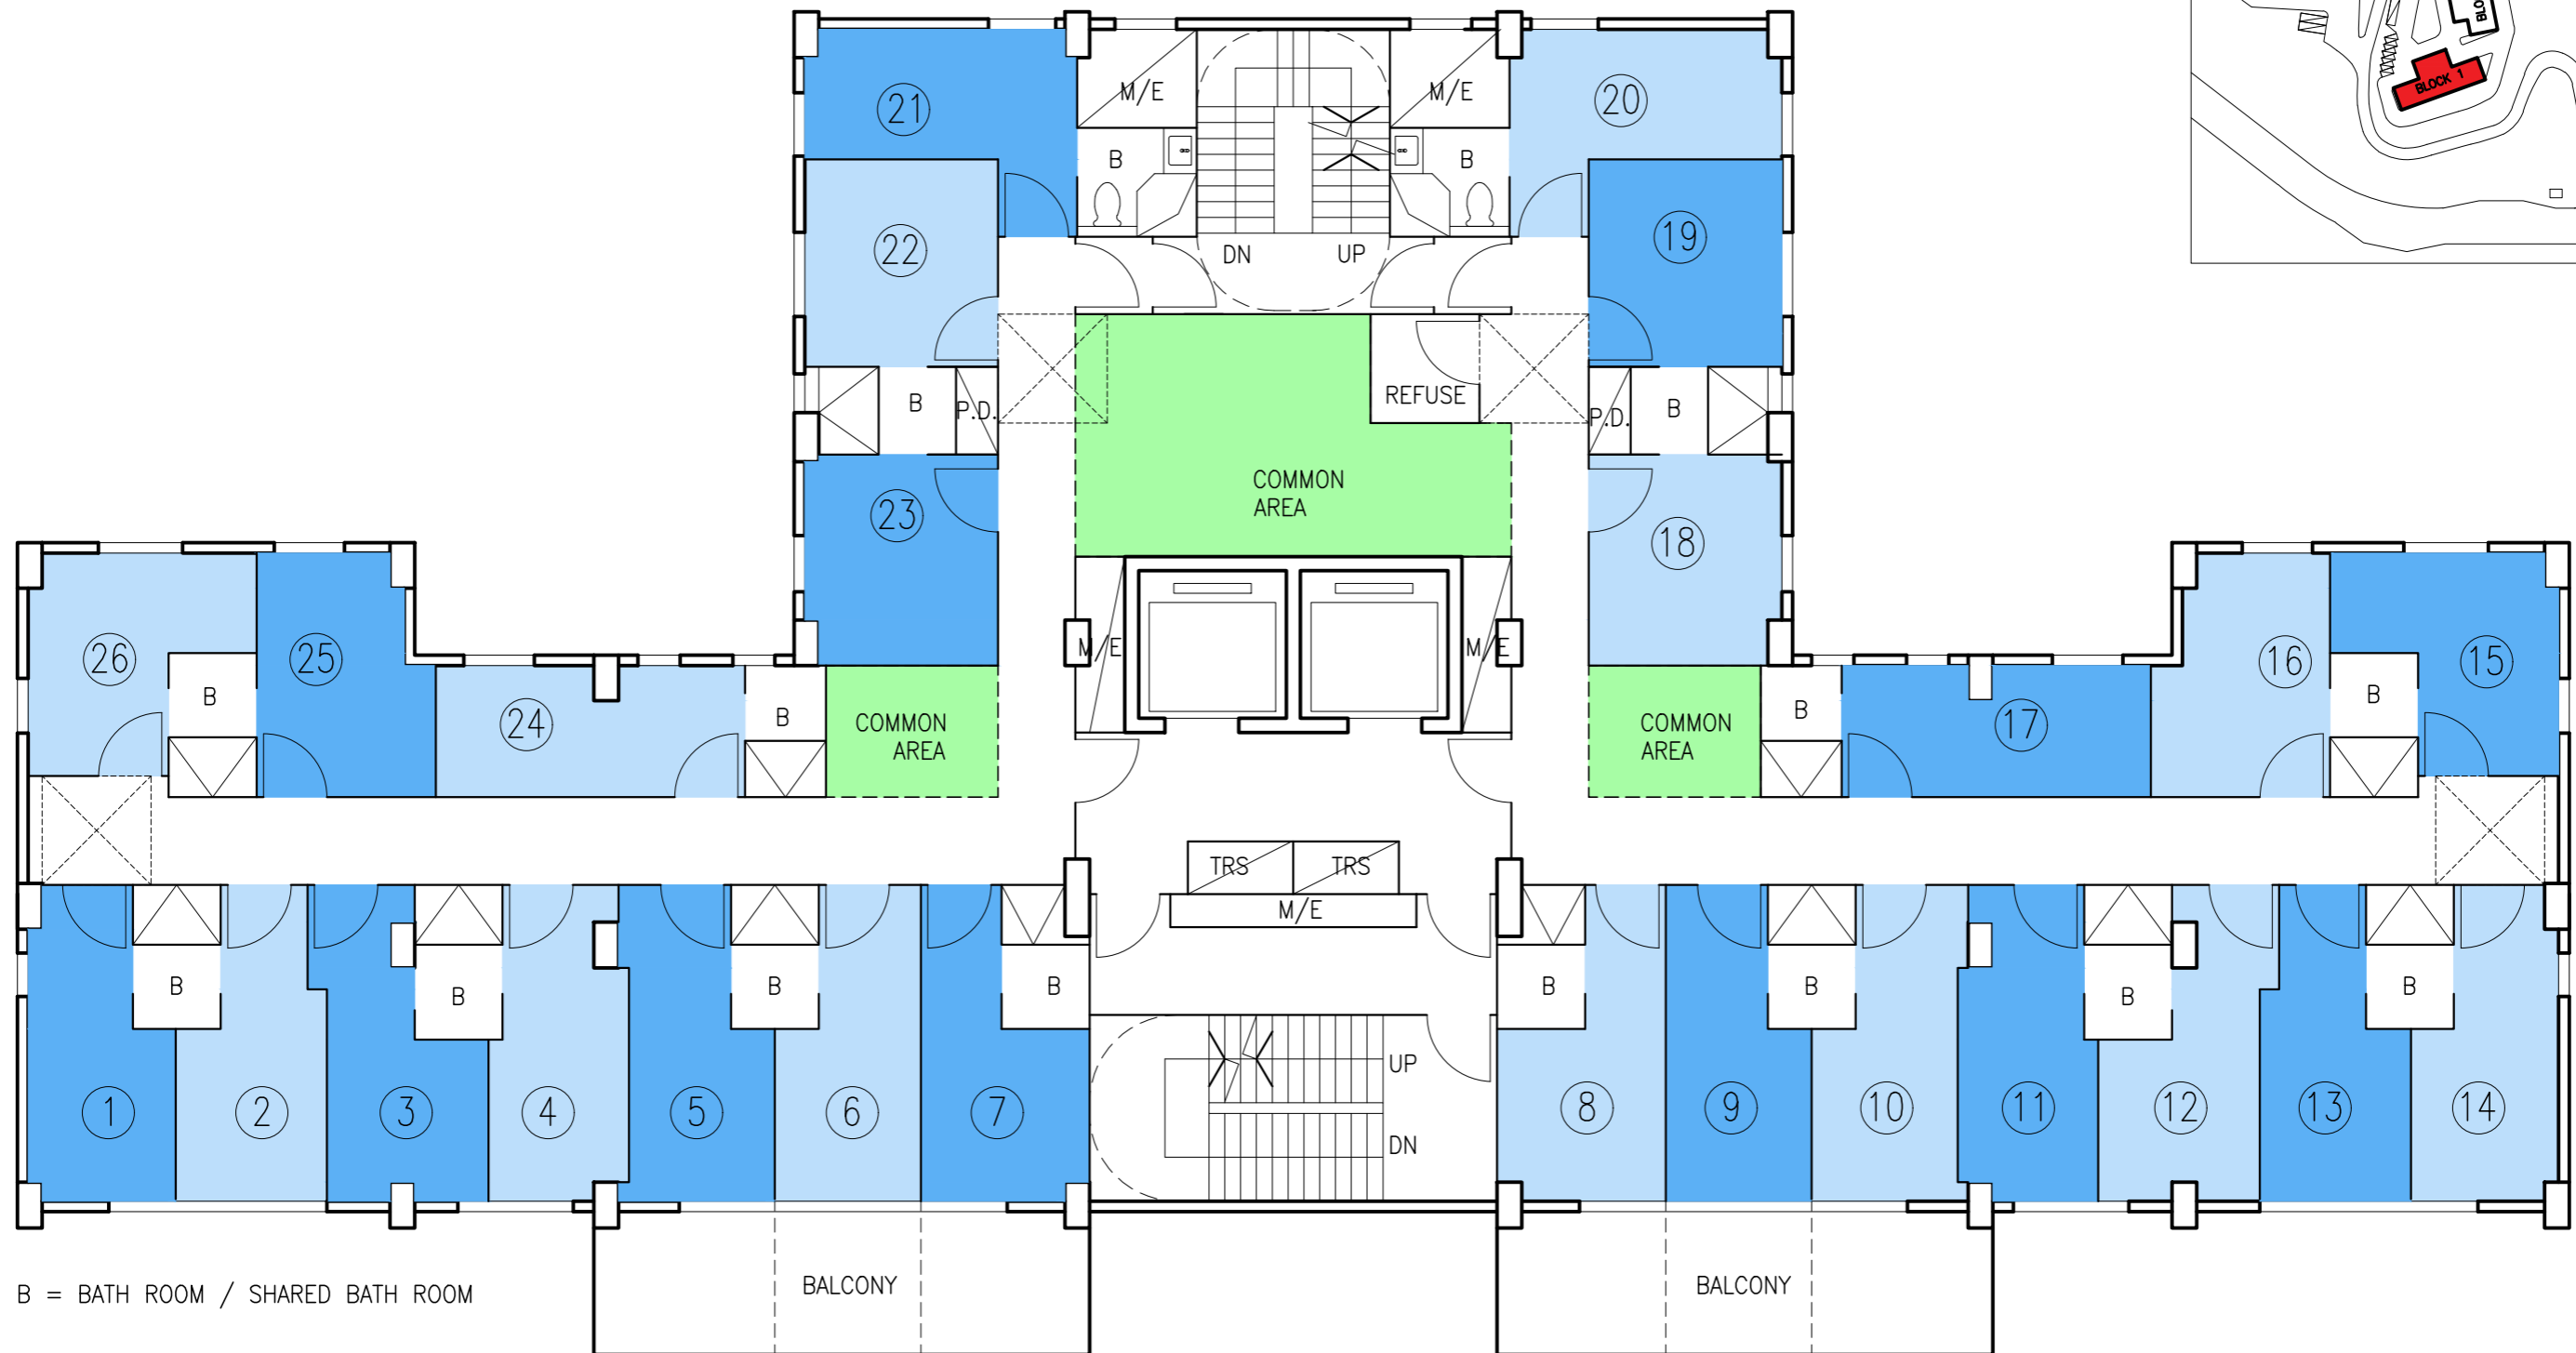 BLO
BLOCK 1
21
M/E
M/E
20
B
B
22
DN
UP
19
B
P.D.
REFUSE
P.D.
B
COMMON
AREA
23
18
26
25
M/E
M/E
16
15
B
24
B
COMMON
AREA
COMMON
AREA
B
17
B
TRS
TRS
M/E
B
B
B
B
B
B
B
B
UP
1
2
3
4
5
6
7
8
9
10
11
12
13
14
DN
BALCONY
BALCONY
B = BATH ROOM / SHARED BATH ROOM